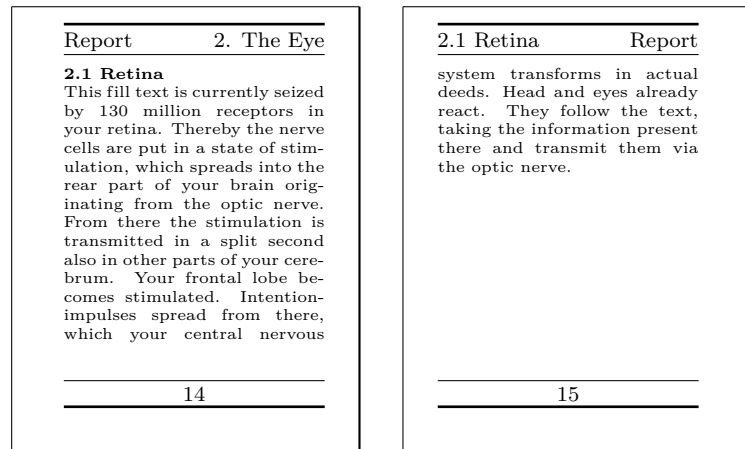 Report 2. The Eye
2.1 Retina
This fill text is currently seized
by 130 million receptors in
your retina. Thereby the nerve
cells are put in a state of stim-
ulation, which spreads into the
rear part of your brain orig-
inating from the optic nerve.
From there the stimulation is
transmitted in a split second
also in other parts of your cere-
brum. Your frontal lobe be-
comes stimulated. Intention-
impulses spread from there,
which your central nervous
14
2.1 Retina Report
system transforms in actual
deeds. Head and eyes already
react. They follow the text,
taking the information present
there and transmit them via
the optic nerve.
15